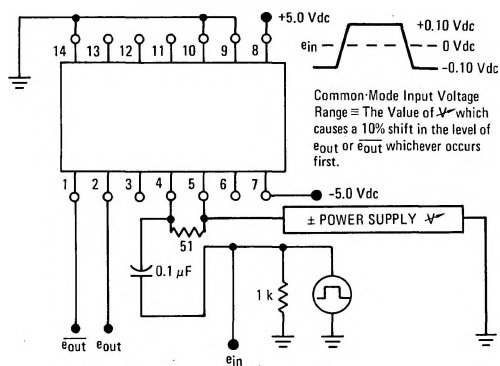 +5.0 Vdc
14 13 12 11 10 9 8
+0.10 Vdc
ein
0 Vdc
-0.10 Vdc
Common-Mode Input Voltage
Range ≡ The Value of V which
causes a 10% shift in the level of
eout or eout whichever occurs
first.
1 2 3 4 5 6 7
-5.0 Vdc
51
± POWER SUPPLY V
0.1 µF
1 k
eout eout
ein